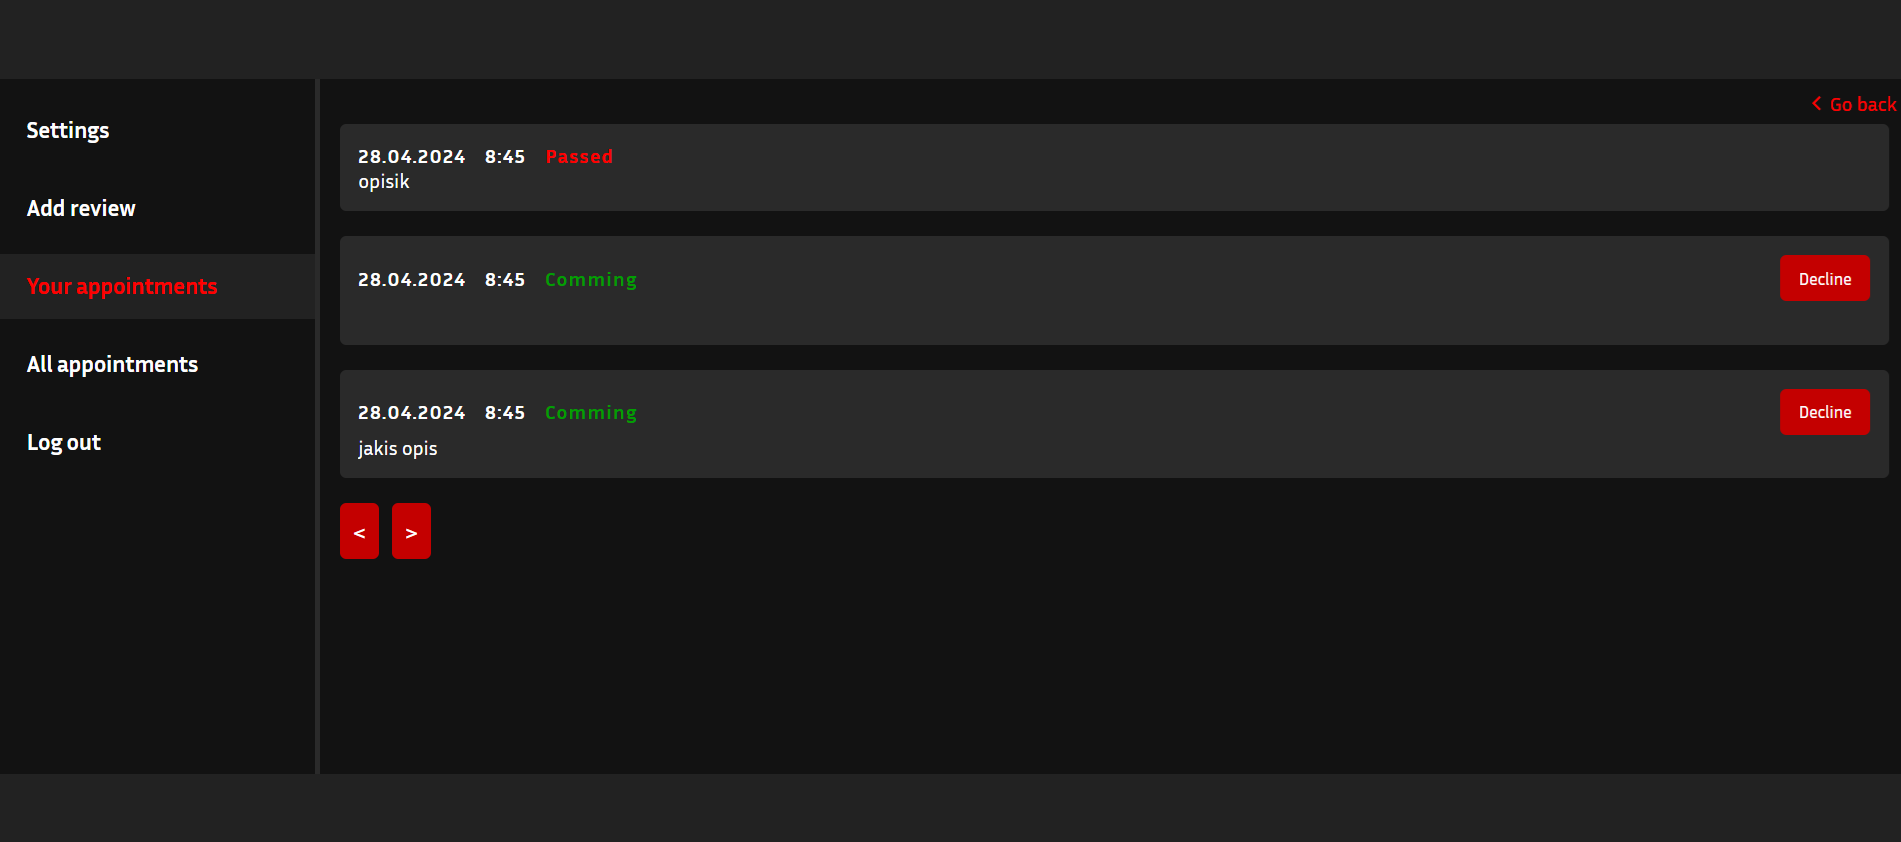 Settings
Add review
Your appointments
All appointments
Log out
Go back
28.04.2024 8:45 Passed
opisik
28.04.2024 8:45 Comming
Decline
28.04.2024 8:45 Comming
Decline
jakis opis
< >